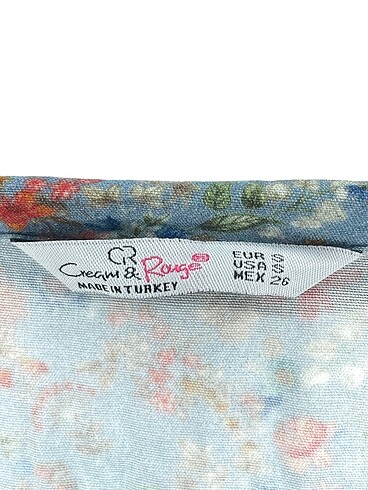 CR
Cream & Rouge
MADE IN TURKEY
EUR S
USA S
MEX 26